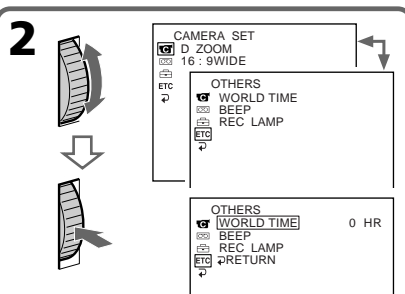 2
CAMERA SET
D ZOOM
16 : 9WIDE
ETC
OTHERS
WORLD TIME
BEEP
REC LAMP
ETC
OTHERS
WORLD TIME 0 HR
BEEP
REC LAMP
ETC RETURN